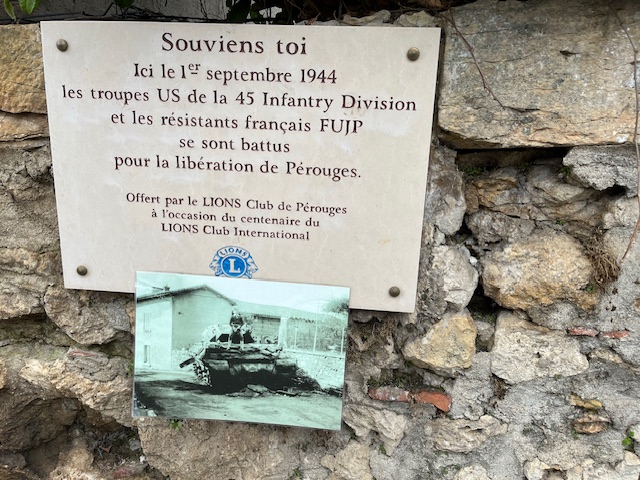 Souviens toi
Ici le 1er septembre 1944
les troupes US de la 45 Infantry Division
et les résistants français FUJP
se sont battus
pour la libération de Pérouges.
Offert par le LIONS Club de Pérouges
à l'occasion du centenaire du
LIONS Club International
LIONS
L